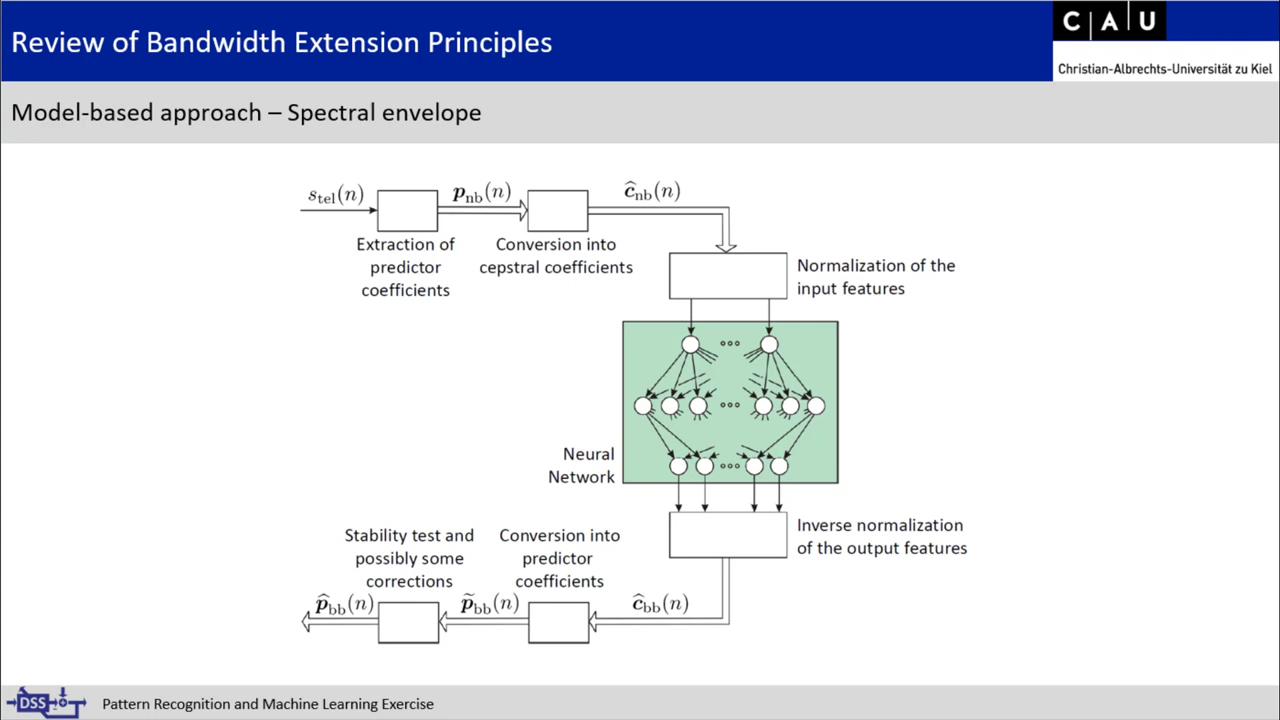 Review of Bandwidth Extension Principles
C A U
Christian-Albrechts-Universität zu Kiel
Model-based approach – Spectral envelope
s_tel(n)
p_nb(n)
ĉ_nb(n)
Extraction of
predictor
coefficients
Conversion into
cepstral coefficients
Normalization of the
input features
Neural
Network
Inverse normalization
of the output features
Stability test and
possibly some
corrections
Conversion into
predictor
coefficients
p̂_bb(n)
p̃_bb(n)
ĉ_bb(n)
DSS
Pattern Recognition and Machine Learning Exercise